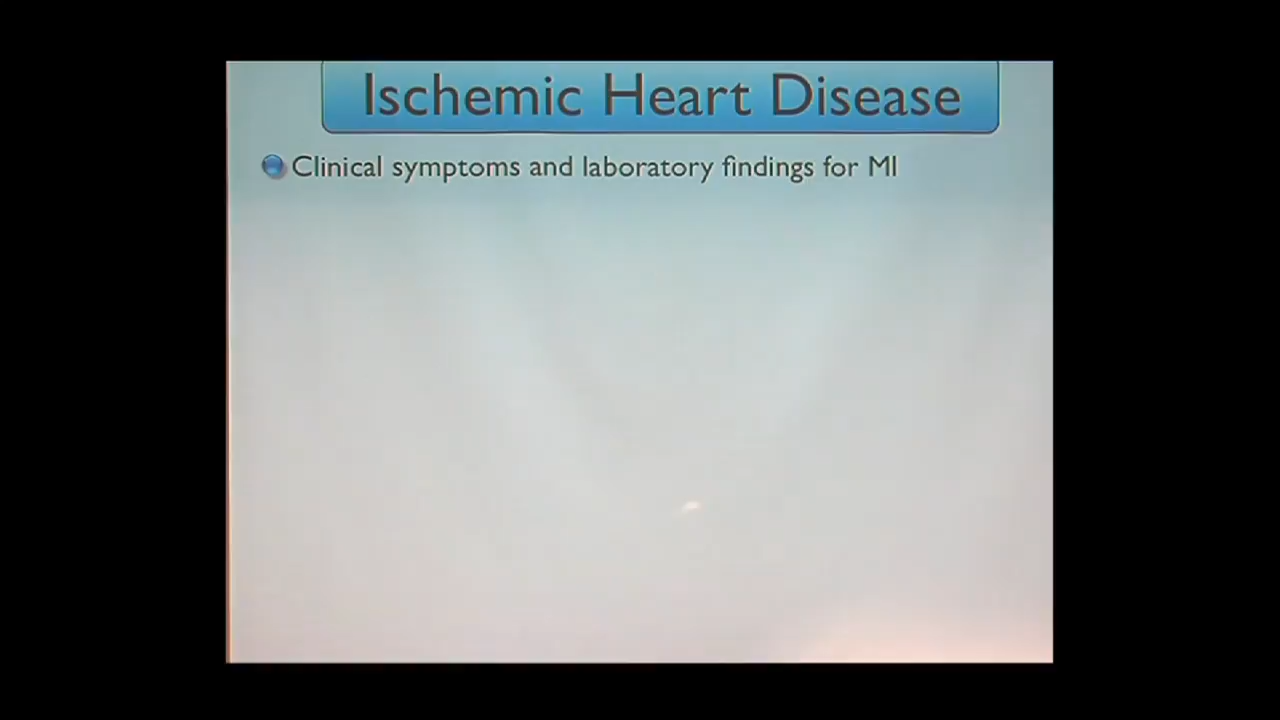 Ischemic Heart Disease
Clinical symptoms and laboratory findings for MI